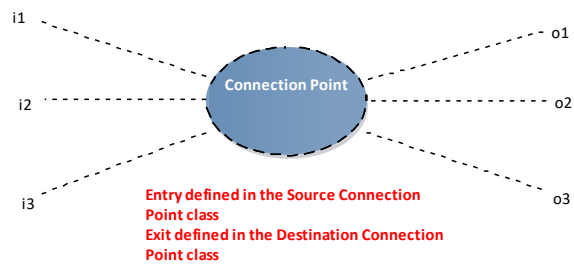 i1
o1
Connection Point
i2
o2
i3
o3
Entry defined in the Source Connection
Point class
Exit defined in the Destination Connection
Point class